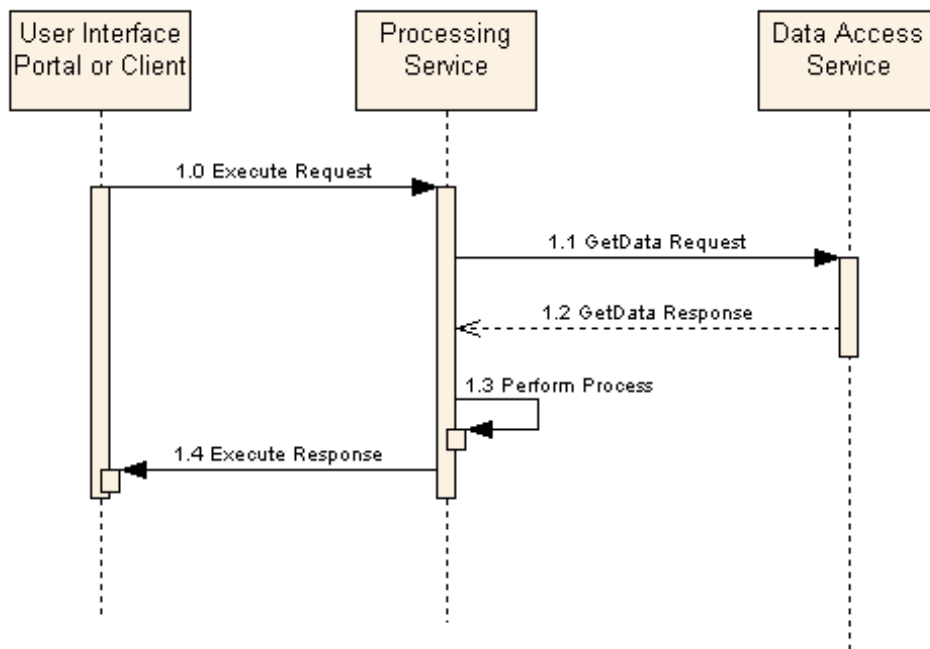 User Interface
Portal or Client
Processing
Service
Data Access
Service
1.0 Execute Request
1.1 GetData Request
1.2 GetData Response
1.3 Perform Process
1.4 Execute Response